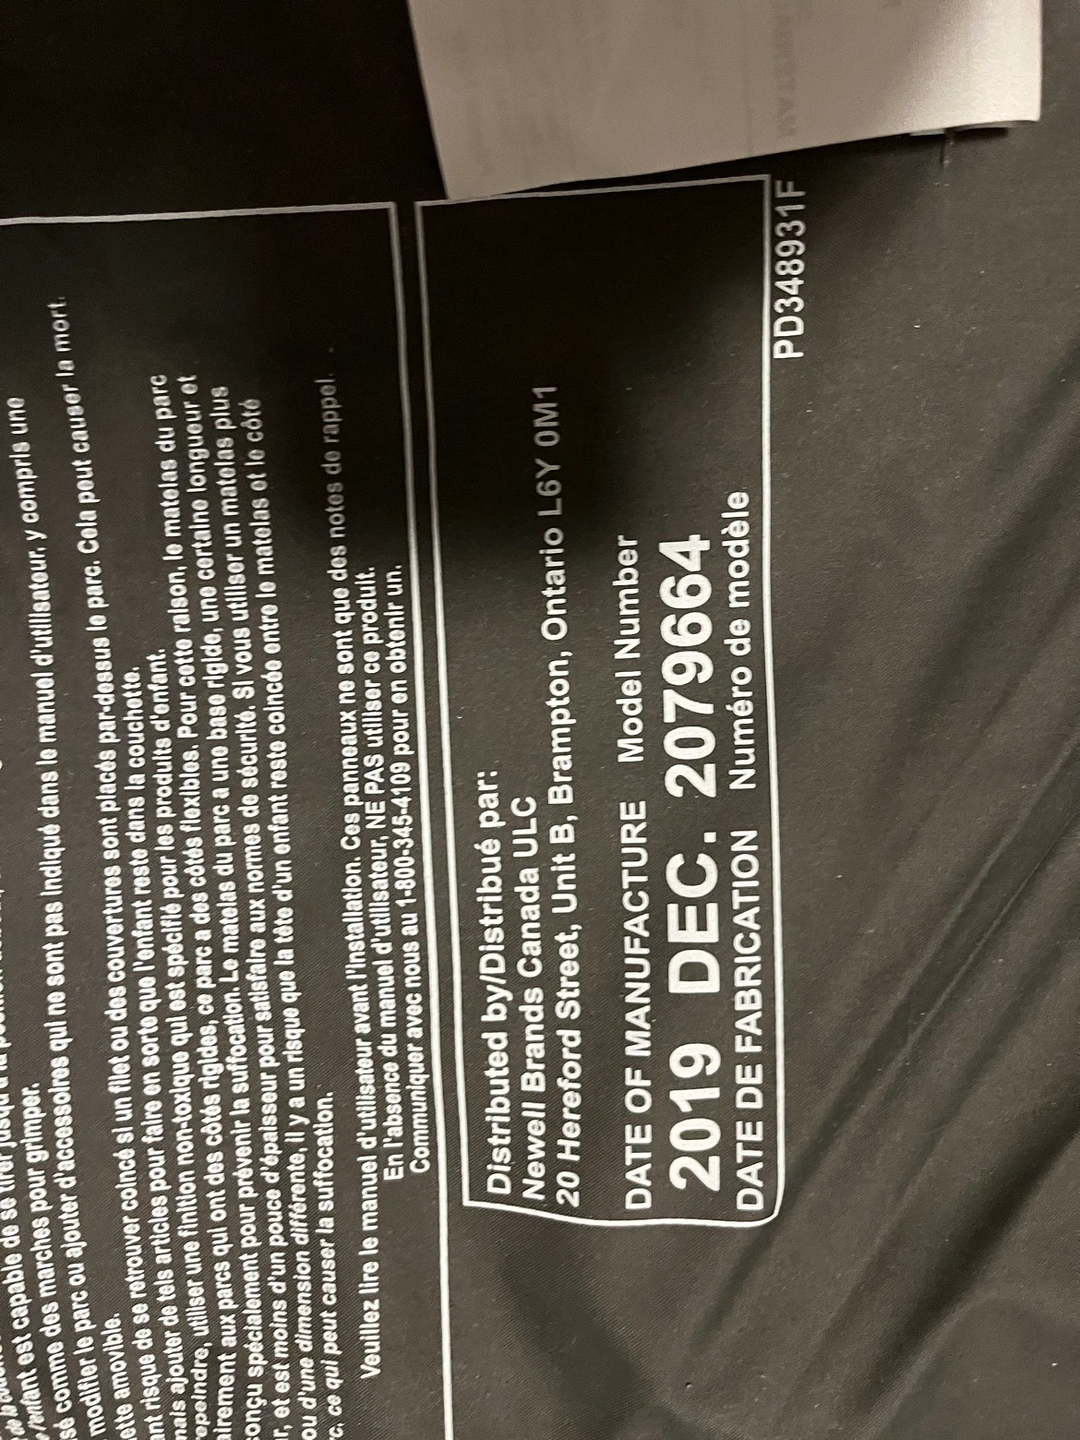 capable de se tirer jusqu'à la
sé comme des marches pour grimper.
modifier le parc ou ajouter d'accessoires qui ne sont pas indiqué dans le manuel d'utilisateur, y compris une
amovible.
ant risque de se retrouver coincé si un filet ou des couvertures sont placés par-dessus le parc. Cela peut causer la mort.
mais ajouter de tels articles pour faire en sorte que l'enfant reste dans la couchette.
repeindre, utiliser une finition non-toxique qui est spécifié pour les produits d'enfant.
airement aux parcs qui ont des côtés rigides, ce parc a des côtés flexibles. Pour cette raison, le matelas du parc
onçu spécialement pour prévenir la suffocation. Le matelas du parc a une base rigide, une certaine longueur et
r, et est moins d'un pouce d'épaisseur pour satisfaire aux normes de sécurité. Si vous utiliser un matelas plus
ou d'une dimension différente, il y a un risque que la tête d'un enfant reste coincée entre le matelas et le côté
c, ce qui peut causer la suffocation.
Veuillez lire le manuel d'utilisateur avant l'installation. Ces panneaux ne sont que des notes de rappel.
En l'absence du manuel d'utilisateur, NE PAS utiliser ce produit.
Communiquer avec nous au 1-800-345-4109 pour en obtenir un.
Distributed by/Distribué par:
Newell Brands Canada ULC
20 Hereford Street, Unit B, Brampton, Ontario L6Y 0M1
DATE OF MANUFACTURE Model Number
2019 DEC. 2079664
DATE DE FABRICATION Numéro de modèle
PD348931F